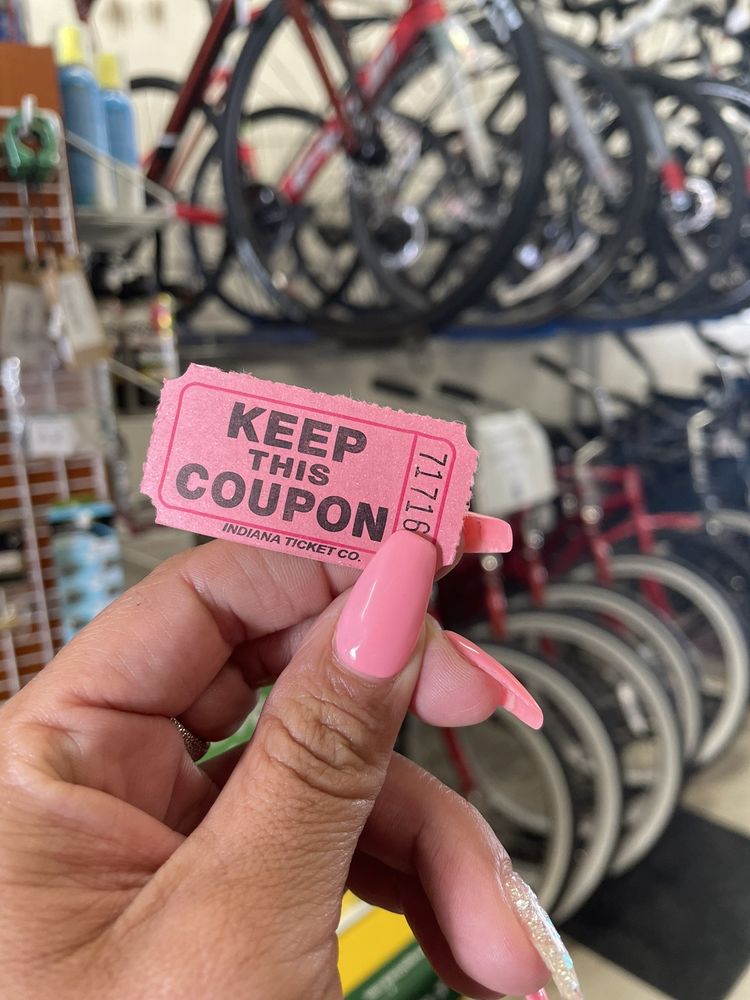 KEEP
THIS
COUPON
INDIANA TICKET CO.
71716